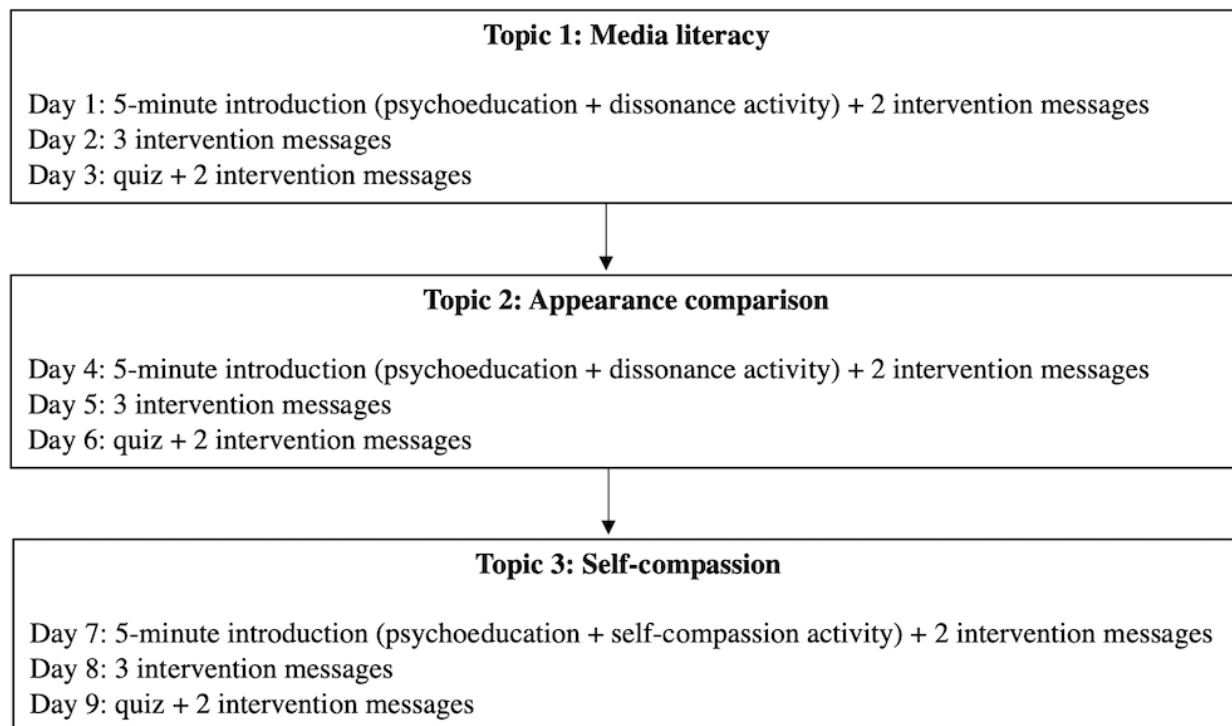 Topic 1: Media literacy
Day 1: 5-minute introduction (psychoeducation + dissonance activity) + 2 intervention messages
Day 2: 3 intervention messages
Day 3: quiz + 2 intervention messages
Topic 2: Appearance comparison
Day 4: 5-minute introduction (psychoeducation + dissonance activity) + 2 intervention messages
Day 5: 3 intervention messages
Day 6: quiz + 2 intervention messages
Topic 3: Self-compassion
Day 7: 5-minute introduction (psychoeducation + self-compassion activity) + 2 intervention messages
Day 8: 3 intervention messages
Day 9: quiz + 2 intervention messages